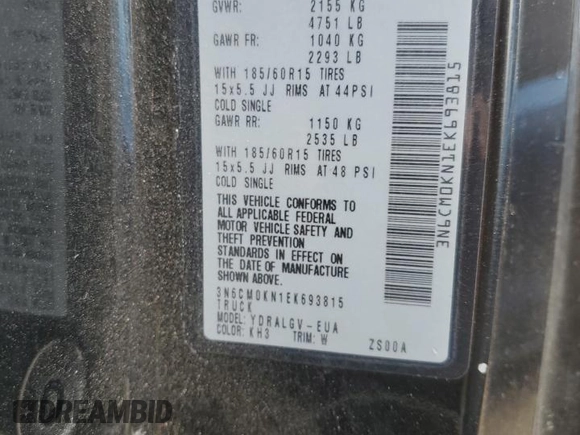 GVWR: 2155 KG
4751 LB
GAWR FR: 1040 KG
2293 LB
WITH 185/60R15 TIRES
15x5.5 JJ RIMS AT 44PSI
COLD SINGLE
GAWR RR: 1150 KG
2535 LB
WITH 185/60R15 TIRES
15x5.5 JJ RIMS AT 48 PSI
COLD SINGLE
THIS VEHICLE CONFORMS TO
ALL APPLICABLE FEDERAL
MOTOR VEHICLE SAFETY AND
THEFT PREVENTION
STANDARDS IN EFFECT ON
THE DATE OF MANUFACTURE
SHOWN ABOVE.
3N6CM0KN1EK693815
TRUCK
MODEL: YDRALGV-EUA
COLOR: KH3 TRIM: W ZS00A
3N6CM0KN1EK693815
DREAMBID